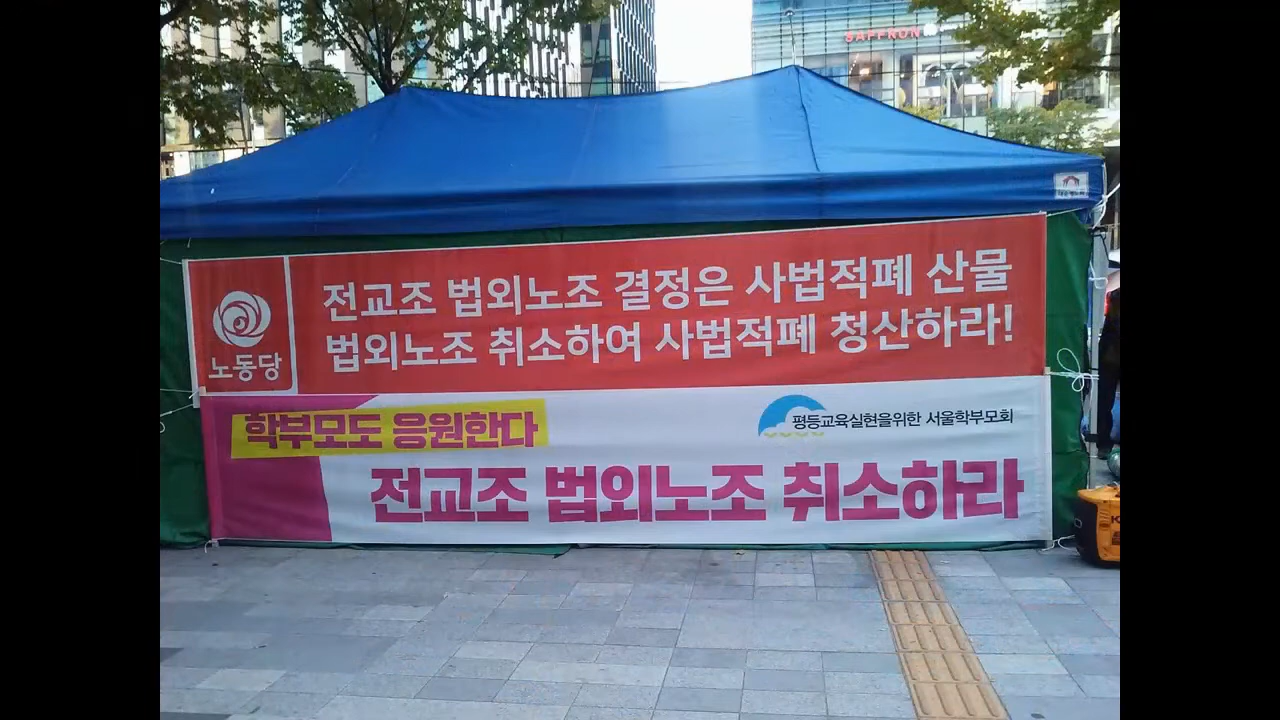 SAFFRON
노동당
전교조 법외노조 결정은 사법적폐 산물
법외노조 취소하여 사법적폐 청산하라!
학부모도 응원한다
평등교육실현을위한 서울학부모회
전교조 법외노조 취소하라